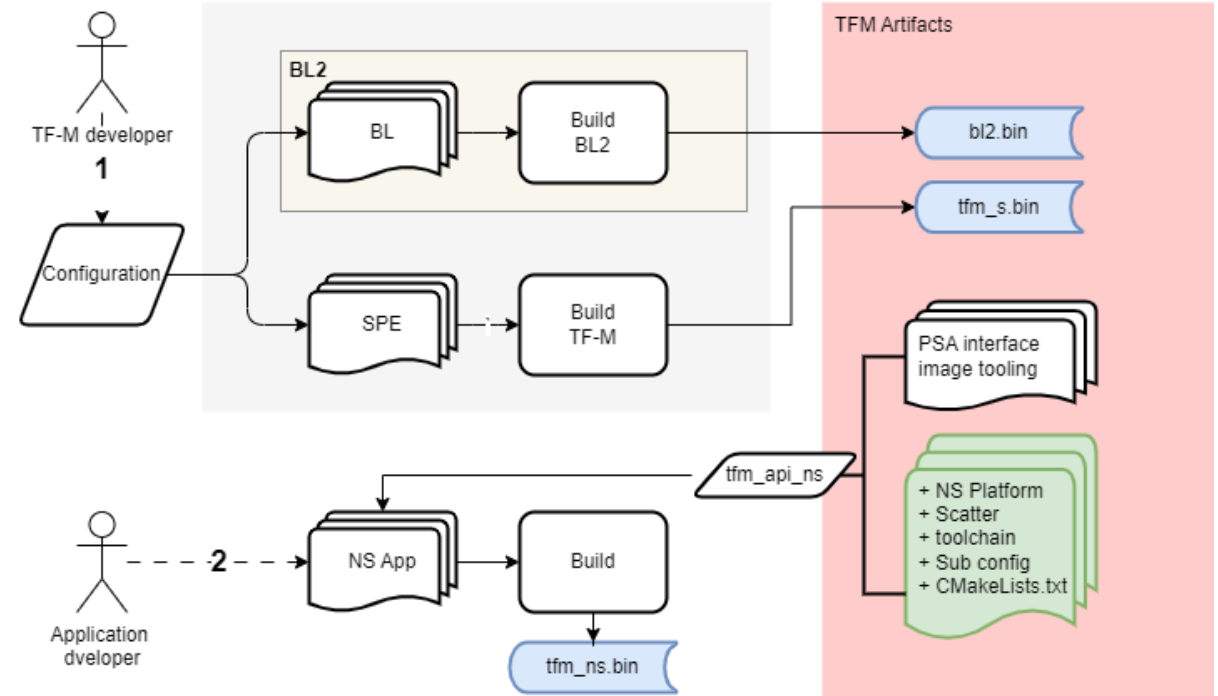 TFM Artifacts
BL2
BL
Build
BL2
bl2.bin
TF-M developer
1
tfm_s.bin
Configuration
SPE
Build
TF-M
PSA interface
image tooling
tfm_api_ns
+ NS Platform
+ Scatter
+ toolchain
+ Sub config
+ CMakeLists.txt
2
NS App
Build
Application
dveloper
tfm_ns.bin